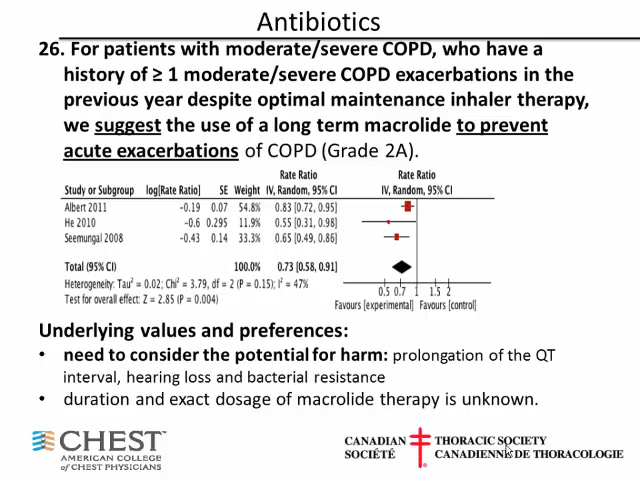 Antibiotics
26. For patients with moderate/severe COPD, who have a
history of ≥ 1 moderate/severe COPD exacerbations in the
previous year despite optimal maintenance inhaler therapy,
we suggest the use of a long term macrolide to prevent
acute exacerbations of COPD (Grade 2A).
Rate Ratio Rate Ratio
Study or Subgroup log[Rate Ratio] SE Weight IV, Random, 95% CI IV, Random, 95% CI
Albert 2011 -0.19 0.07 54.8% 0.83 [0.72, 0.95]
He 2010 -0.6 0.295 11.9% 0.55 [0.31, 0.98]
Seemungal 2008 -0.43 0.14 33.3% 0.65 [0.49, 0.86]
Total (95% CI) 100.0% 0.73 [0.58, 0.91]
Heterogeneity: Tau² = 0.02; Chi² = 3.79, df = 2 (P = 0.15); I² = 47%
Test for overall effect: Z = 2.85 (P = 0.004)
0.5 0.7 1 1.5 2
Favours [experimental] Favours [control]
Underlying values and preferences:
• need to consider the potential for harm: prolongation of the QT
interval, hearing loss and bacterial resistance
• duration and exact dosage of macrolide therapy is unknown.
CHEST™
AMERICAN COLLEGE
of CHEST PHYSICIANS
CANADIAN THORACIC SOCIETY
SOCIÉTÉ CANADIENNE DE THORACOLOGIE